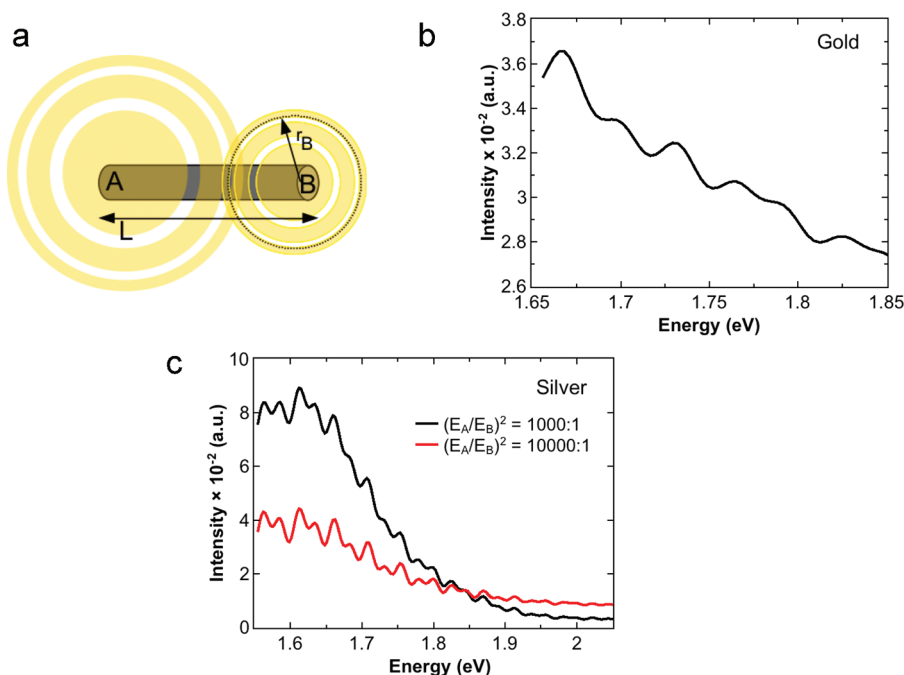 a
A
B
r_B
L
b
Gold
Intensity × 10⁻² (a.u.)
3.8
3.6
3.4
3.2
3
2.8
2.6
1.65
1.7
1.75
1.8
1.85
Energy (eV)
c
Silver
(E_A/E_B)² = 1000:1
(E_A/E_B)² = 10000:1
Intensity × 10⁻² (a.u.)
10
8
6
4
2
0
1.6
1.7
1.8
1.9
2
Energy (eV)